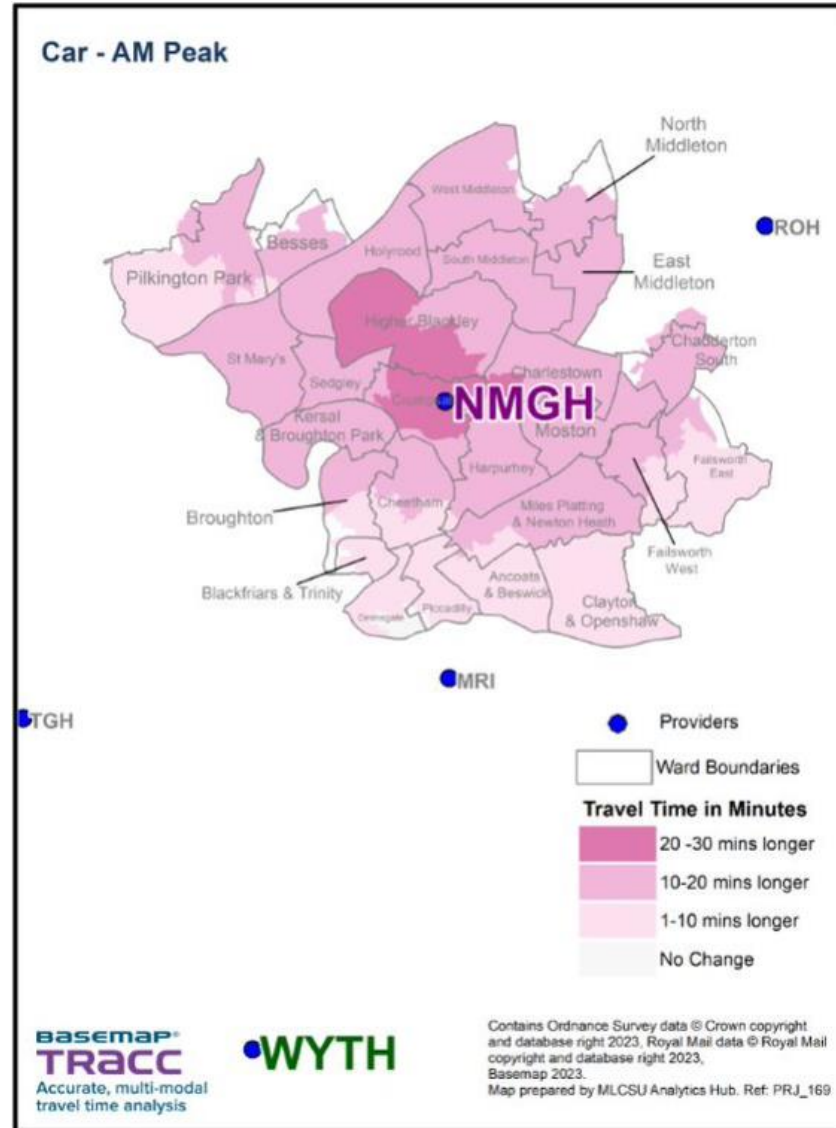 Car - AM Peak
North
Middleton
West Middleton
ROH
Besses
Holyrood
South Middleton
East
Middleton
Pilkington Park
Higher Blackley
Chadderton
South
St Mary's
Charlestown
Sedgley
NMGH
Kersal
& Broughton Park
Moston
Harpurhey
Failsworth
East
Cheetham
Miles Platting
& Newton Heath
Broughton
Failsworth
West
Blackfriars & Trinity
Ancoats
& Beswick
Clayton
& Openshaw
Piccadilly
Deansgate
MRI
TGH
Providers
Ward Boundaries
Travel Time in Minutes
20 -30 mins longer
10-20 mins longer
1-10 mins longer
No Change
BASEMAP®
TRACC
Accurate, multi-modal
travel time analysis
WYTH
Contains Ordnance Survey data © Crown copyright
and database right 2023, Royal Mail data © Royal Mail
copyright and database right 2023,
Basemap 2023.
Map prepared by MLCSU Analytics Hub. Ref: PRJ_169